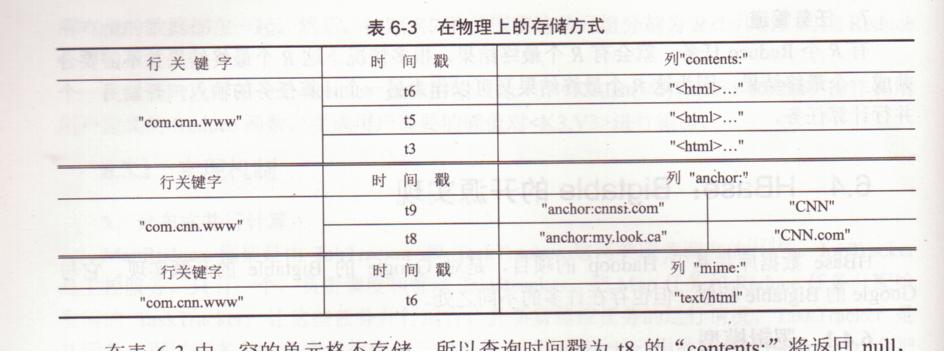 表 6-3 在物理上的存储方式
行 关 键 字 时 间 戳 列"contents:"
t6 "<html>…"
"com.cnn.www" t5 "<html>…"
t3 "<html>…"
行关键字 时 间 戳 列 "anchor:"
t9 "anchor:cnnsi.com" "CNN"
"com.cnn.www"
t8 "anchor:my.look.ca" "CNN.com"
行关键字 时 间 戳 列 "mime:"
"com.cnn.www" t6 "text/html"
在表 6-3 中，空的单元格不存储，所以查询时间戳为 t8 的“contents:”将返回 null;